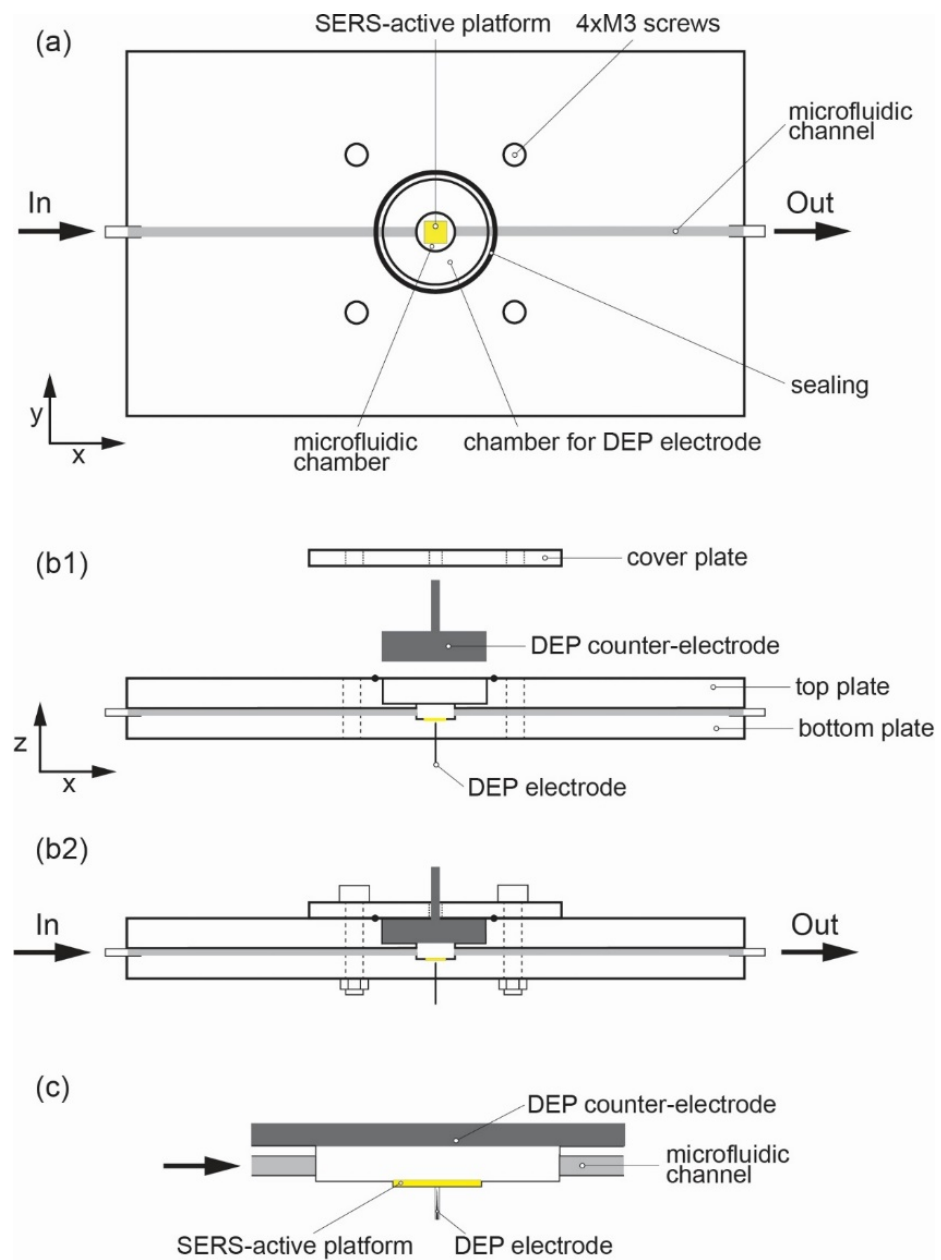 (a)
SERS-active platform
4xM3 screws
microfluidic
channel
In
Out
sealing
y
x
microfluidic
chamber
chamber for DEP electrode
(b1)
cover plate
DEP counter-electrode
top plate
bottom plate
z
x
DEP electrode
(b2)
In
Out
(c)
DEP counter-electrode
microfluidic
channel
SERS-active platform
DEP electrode